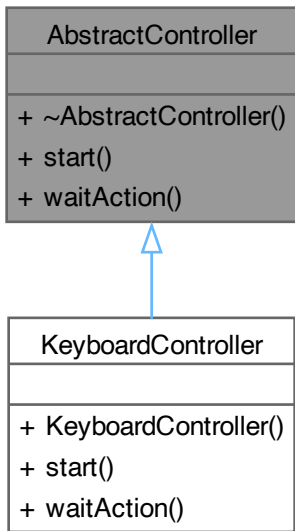 AbstractController
+ ~AbstractController()
+ start()
+ waitAction()
KeyboardController
+ KeyboardController()
+ start()
+ waitAction()